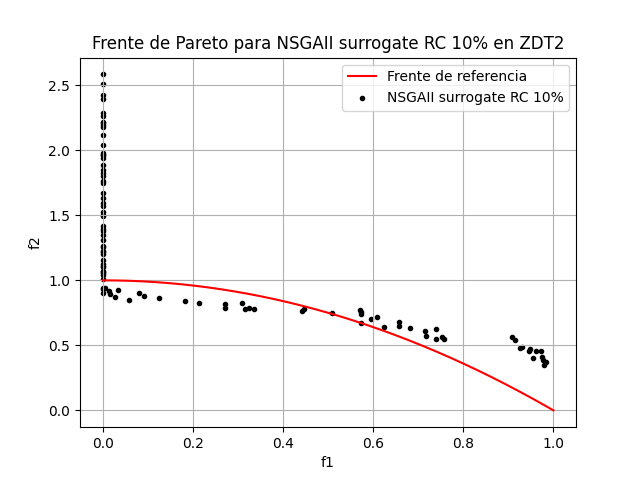 Frente de Pareto para NSGAII surrogate RC 10% en ZDT2
Frente de referencia
NSGAII surrogate RC 10%
2.5
2.0
1.5
1.0
0.5
0.0
f2
0.0 0.2 0.4 0.6 0.8 1.0
f1